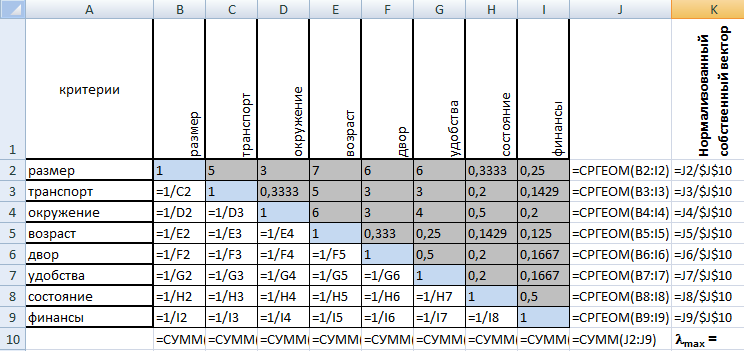 A B C D E F G H I J K
1 критерии размер транспорт окружение возраст двор удобства состояние финансы Нормализованный собственный вектор
2 размер 1 5 3 7 6 6 0,3333 0,25 =СРГЕОМ(B2:I2) =J2/$J$10
3 транспорт =1/C2 1 0,3333 5 3 3 0,2 0,1429 =СРГЕОМ(B3:I3) =J3/$J$10
4 окружение =1/D2 =1/D3 1 6 3 4 0,5 0,2 =СРГЕОМ(B4:I4) =J4/$J$10
5 возраст =1/E2 =1/E3 =1/E4 1 0,333 0,25 0,1429 0,125 =СРГЕОМ(B5:I5) =J5/$J$10
6 двор =1/F2 =1/F3 =1/F4 =1/F5 1 0,5 0,2 0,1667 =СРГЕОМ(B6:I6) =J6/$J$10
7 удобства =1/G2 =1/G3 =1/G4 =1/G5 =1/G6 1 0,2 0,1667 =СРГЕОМ(B7:I7) =J7/$J$10
8 состояние =1/H2 =1/H3 =1/H4 =1/H5 =1/H6 =1/H7 1 0,5 =СРГЕОМ(B8:I8) =J8/$J$10
9 финансы =1/I2 =1/I3 =1/I4 =1/I5 =1/I6 =1/I7 =1/I8 1 =СРГЕОМ(B9:I9) =J9/$J$10
10 =СУММ( =СУММ( =СУММ( =СУММ( =СУММ( =СУММ( =СУММ( =СУММ( =СУММ(J2:J9) λmax =